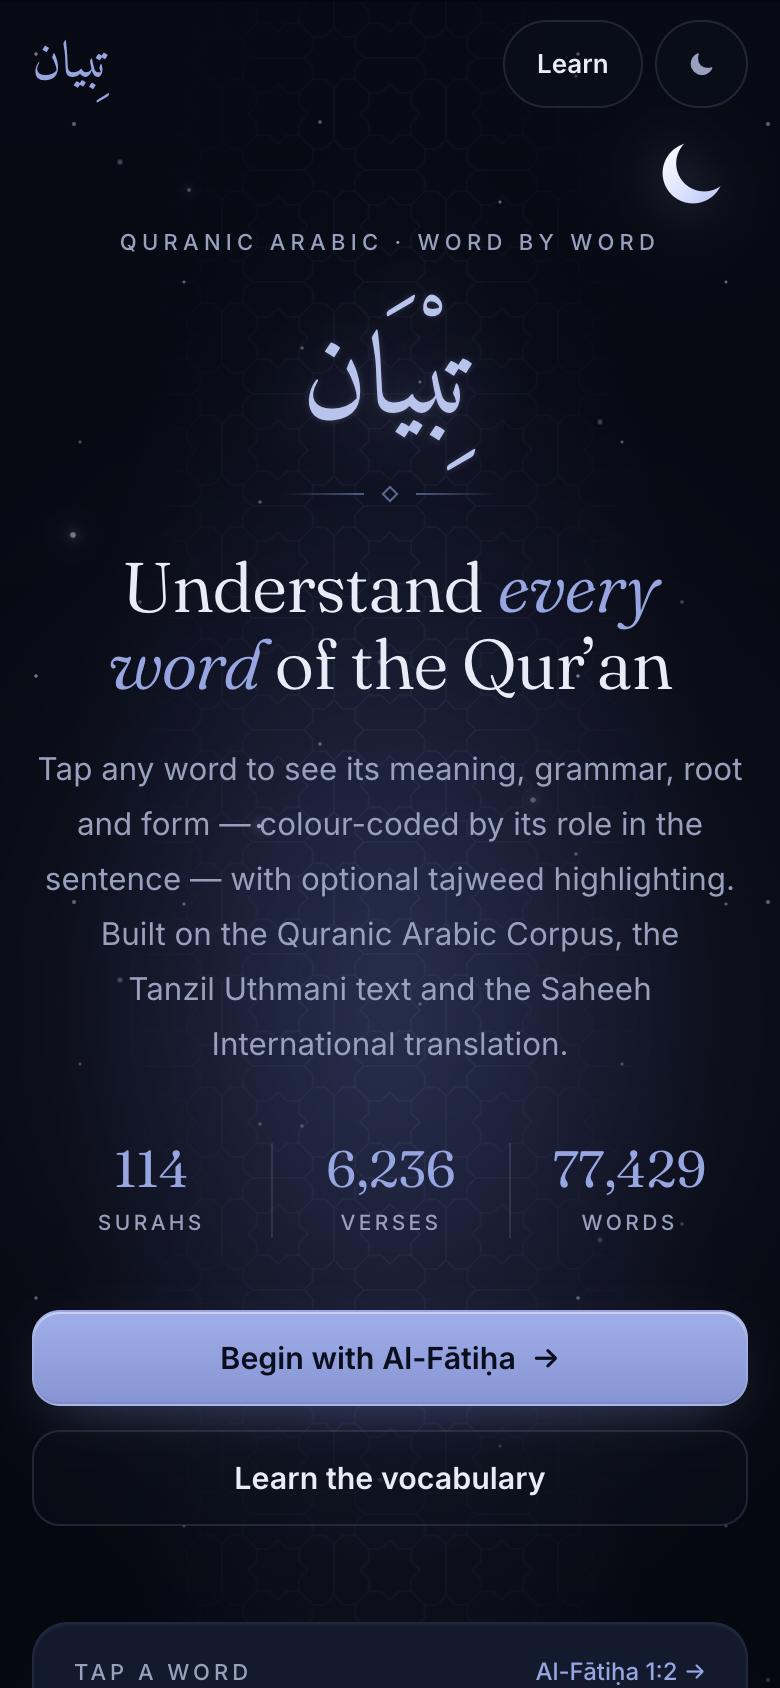 تِبيان
Learn
QURANIC ARABIC · WORD BY WORD
تِبْيَان
Understand every
word of the Qur’an
Tap any word to see its meaning, grammar, root
and form — colour-coded by its role in the
sentence — with optional tajweed highlighting.
Built on the Quranic Arabic Corpus, the
Tanzil Uthmani text and the Saheeh
International translation.
114 6,236 77,429
SURAHS VERSES WORDS
Begin with Al-Fātiḥa →
Learn the vocabulary
TAP A WORD Al-Fātiḥa 1:2 →